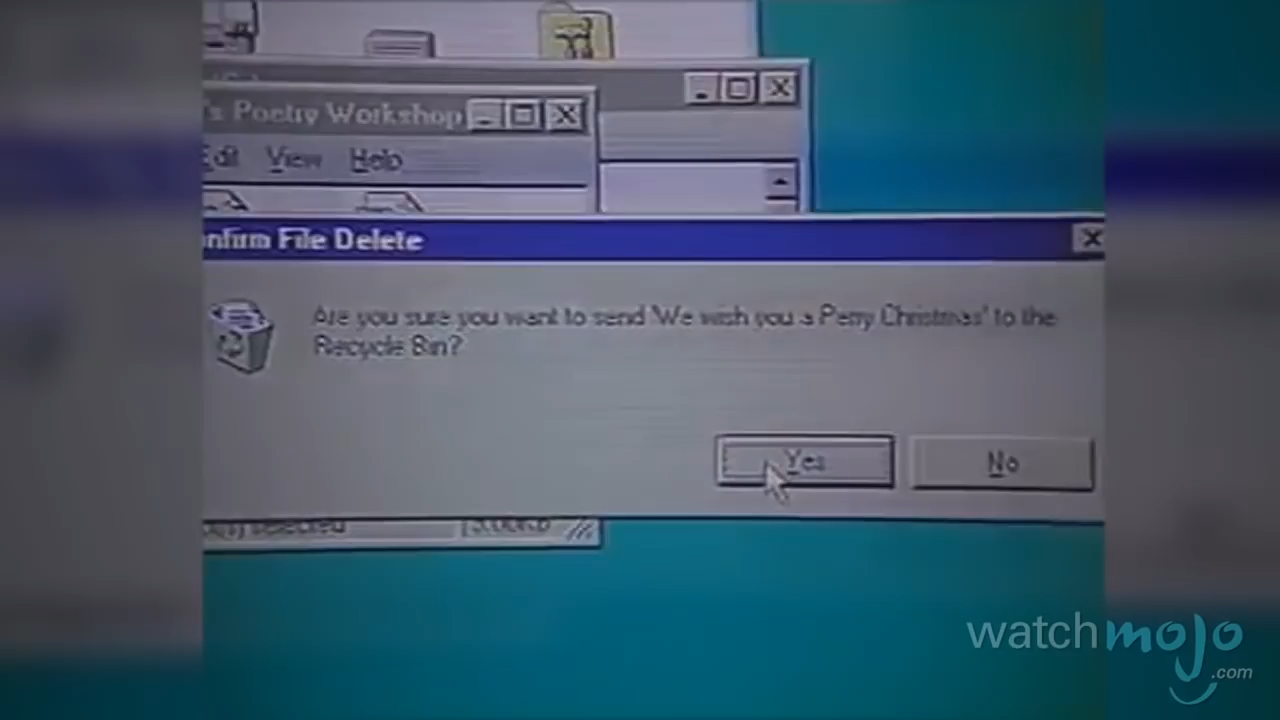 's Poetry Workshop
Edit View Help
onfirm File Delete
Are you sure you want to send 'We wish you a Perry Christmas' to the
Recycle Bin?
Yes No
selected
watchmojo
.com